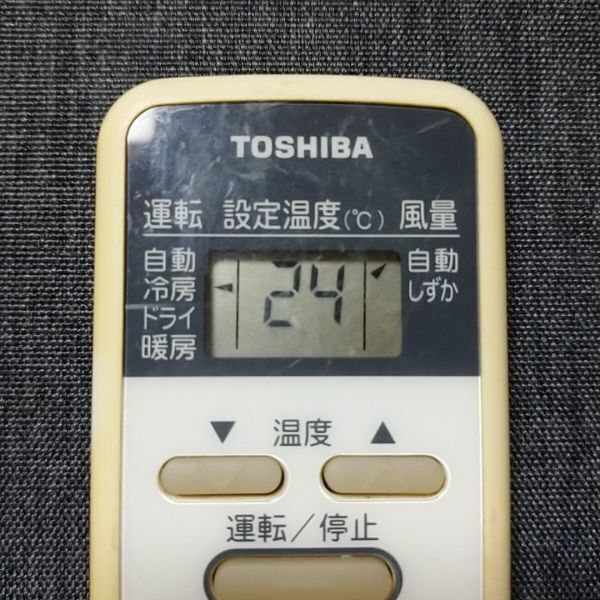 TOSHIBA
運転 設定温度(℃) 風量
自動 24 自動
冷房 しずか
ドライ
暖房
▼ 温度 ▲
運転/停止